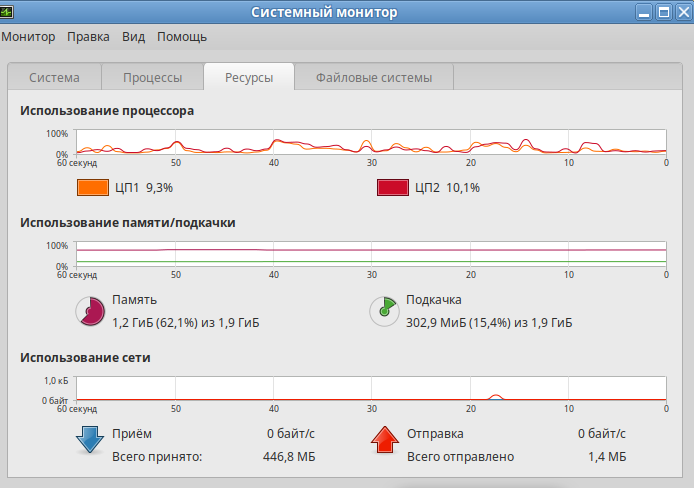 Системный монитор
Монитор Правка Вид Помощь
Система Процессы Ресурсы Файловые системы
Использование процессора
100%
0%
60 секунд 50 40 30 20 10 0
ЦП1 9,3% ЦП2 10,1%
Использование памяти/подкачки
100%
0%
60 секунд 50 40 30 20 10 0
Память Подкачка
1,2 ГиБ (62,1%) из 1,9 ГиБ 302,9 МиБ (15,4%) из 1,9 ГиБ
Использование сети
1,0 кБ
0 байт
60 секунд 50 40 30 20 10 0
Приём 0 байт/с Отправка 0 байт/с
Всего принято: 446,8 МБ Всего отправлено 1,4 МБ